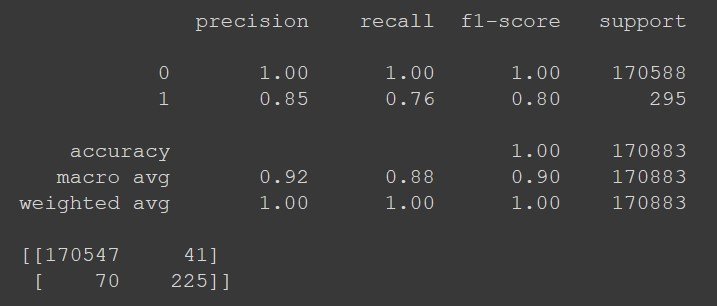 precision recall f1-score support
0 1.00 1.00 1.00 170588
1 0.85 0.76 0.80 295
accuracy 1.00 170883
macro avg 0.92 0.88 0.90 170883
weighted avg 1.00 1.00 1.00 170883
[[170547 41]
[ 70 225]]